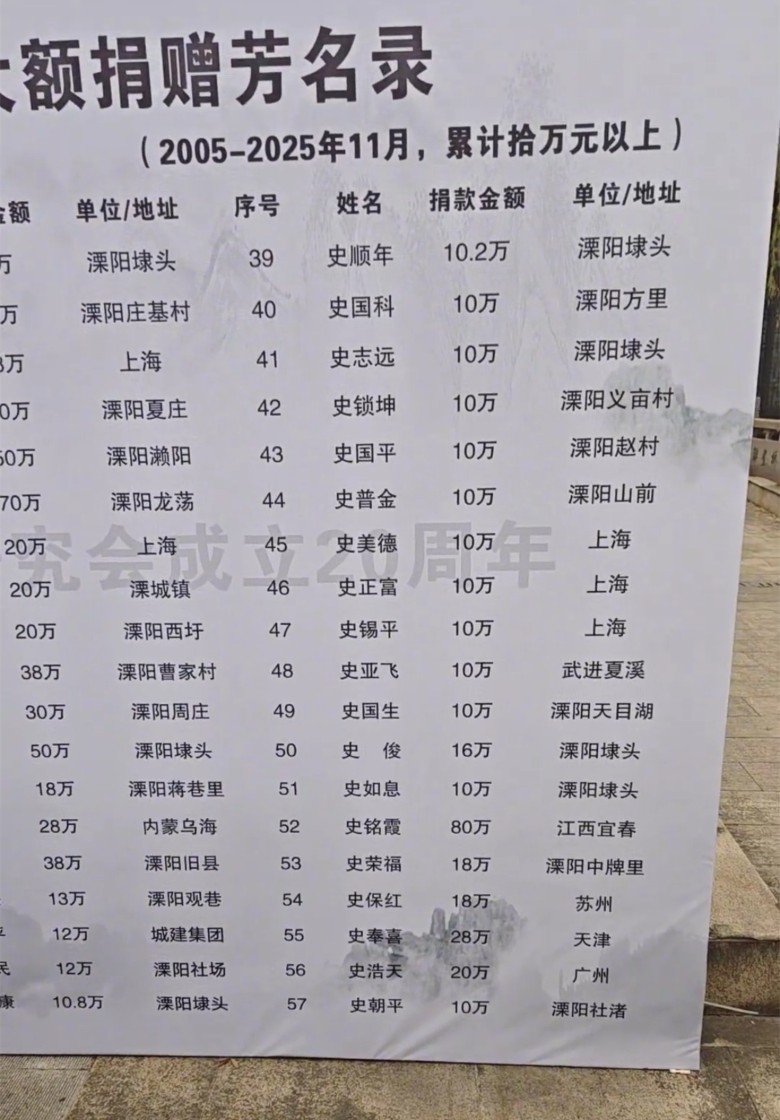 额捐赠芳名录
（2005-2025年11月，累计拾万元以上）
金额 单位/地址 序号 姓名 捐款金额 单位/地址
万 溧阳埭头 39 史顺年 10.2万 溧阳埭头
万 溧阳庄基村 40 史国科 10万 溧阳方里
万 上海 41 史志远 10万 溧阳埭头
0万 溧阳夏庄 42 史锁坤 10万 溧阳义亩村
50万 溧阳濑阳 43 史国平 10万 溧阳赵村
70万 溧阳龙荡 44 史普金 10万 溧阳山前
究会成立20周年
20万 上海 45 史美德 10万 上海
20万 溧城镇 46 史正富 10万 上海
20万 溧阳西圩 47 史锡平 10万 上海
38万 溧阳曹家村 48 史亚飞 10万 武进夏溪
30万 溧阳周庄 49 史国生 10万 溧阳天目湖
50万 溧阳埭头 50 史 俊 16万 溧阳埭头
18万 溧阳蒋巷里 51 史如息 10万 溧阳埭头
28万 内蒙乌海 52 史铭霞 80万 江西宜春
38万 溧阳旧县 53 史荣福 18万 溧阳中牌里
13万 溧阳观巷 54 史保红 18万 苏州
12万 城建集团 55 史奉喜 28万 天津
民 12万 溧阳社场 56 史浩天 20万 广州
康 10.8万 溧阳埭头 57 史朝平 10万 溧阳社渚